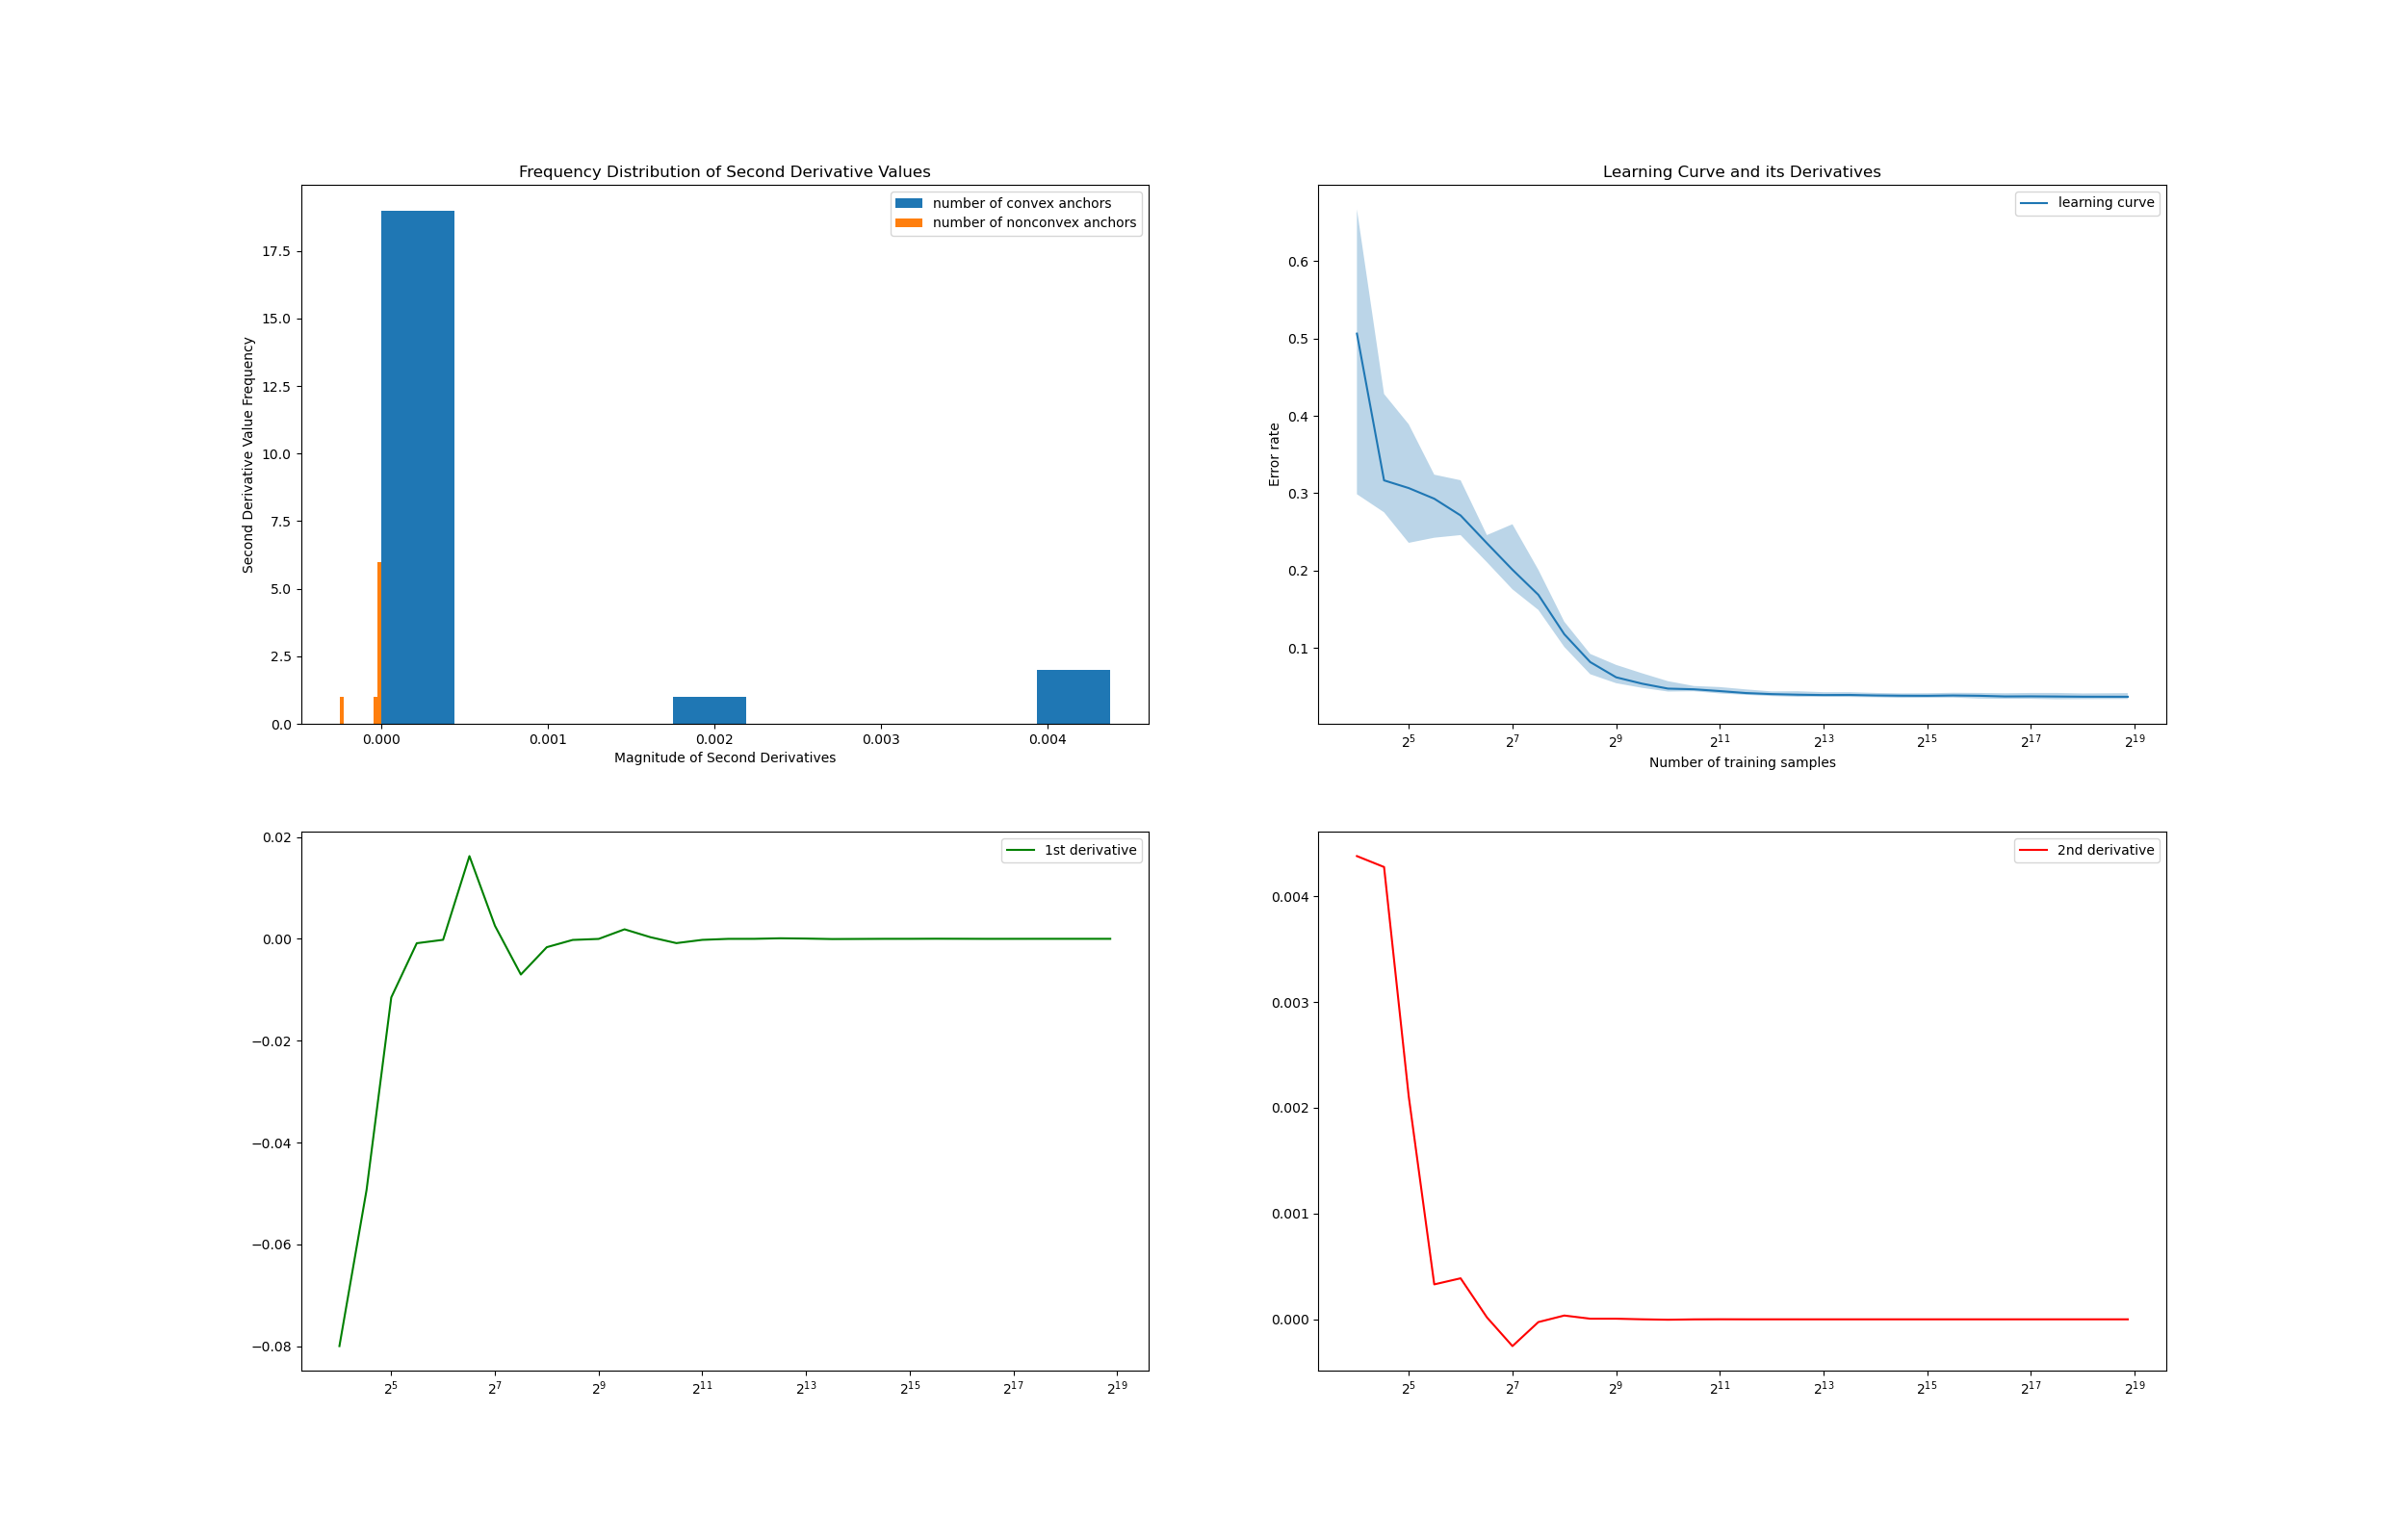 Frequency Distribution of Second Derivative Values
number of convex anchors
number of nonconvex anchors
Second Derivative Value Frequency
17.5
15.0
12.5
10.0
7.5
5.0
2.5
0.0
0.000 0.001 0.002 0.003 0.004
Magnitude of Second Derivatives
Learning Curve and its Derivatives
learning curve
Error rate
0.6
0.5
0.4
0.3
0.2
0.1
2^5 2^7 2^9 2^11 2^13 2^15 2^17 2^19
Number of training samples
1st derivative
0.02
0.00
−0.02
−0.04
−0.06
−0.08
2^5 2^7 2^9 2^11 2^13 2^15 2^17 2^19
2nd derivative
0.004
0.003
0.002
0.001
0.000
2^5 2^7 2^9 2^11 2^13 2^15 2^17 2^19